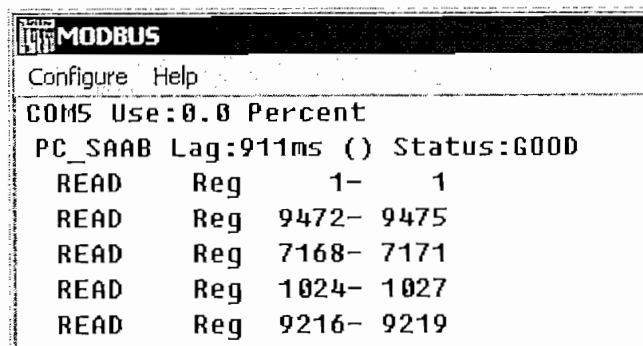 MODBUS
Configure Help
COM5 Use:0.0 Percent
PC_SAAB Lag:911ms () Status:GOOD
READ Reg 1- 1
READ Reg 9472- 9475
READ Reg 7168- 7171
READ Reg 1024- 1027
READ Reg 9216- 9219